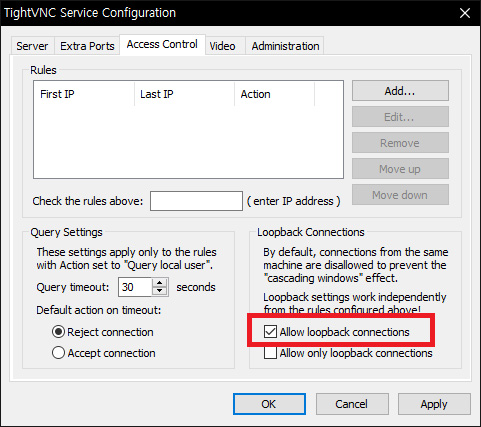 TightVNC Service Configuration
Server Extra Ports Access Control Video Administration
Rules
First IP Last IP Action
Add...
Edit...
Remove
Move up
Move down
Check the rules above: ( enter IP address )
Query Settings
These settings apply only to the rules
with Action set to "Query local user".
Query timeout: 30 seconds
Default action on timeout:
Reject connection
Accept connection
Loopback Connections
By default, connections from the same
machine are disallowed to prevent the
"cascading windows" effect.
Loopback settings work independently
from the rules configured above!
Allow loopback connections
Allow only loopback connections
OK Cancel Apply